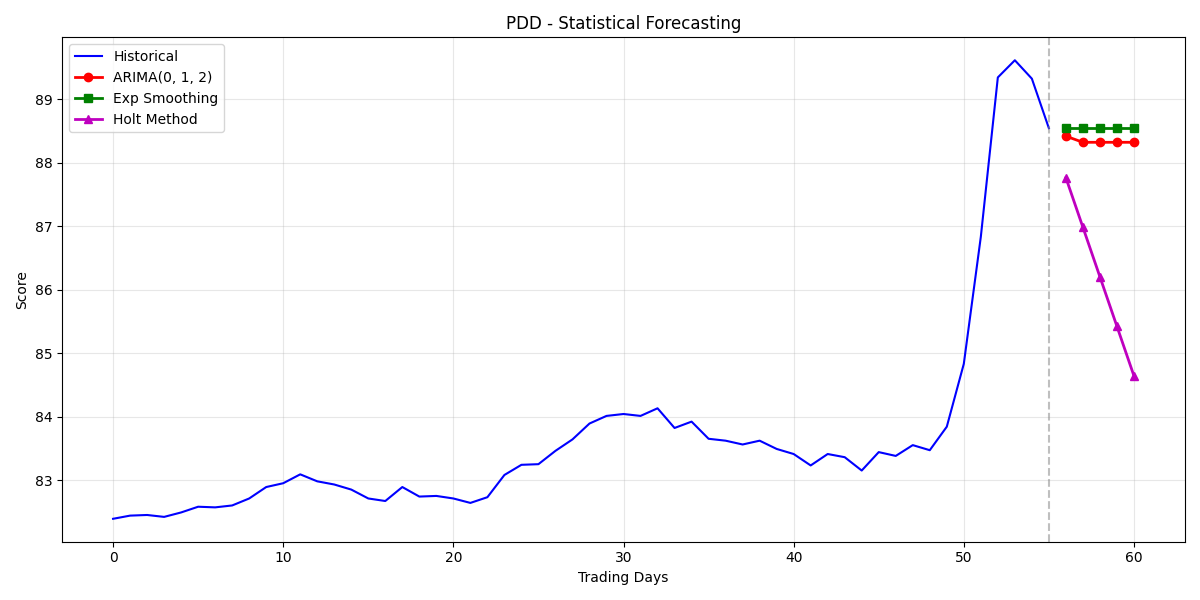 PDD - Statistical Forecasting
Historical
ARIMA(0, 1, 2)
Exp Smoothing
Holt Method
Score
89
88
87
86
85
84
83
0 10 20 30 40 50 60
Trading Days